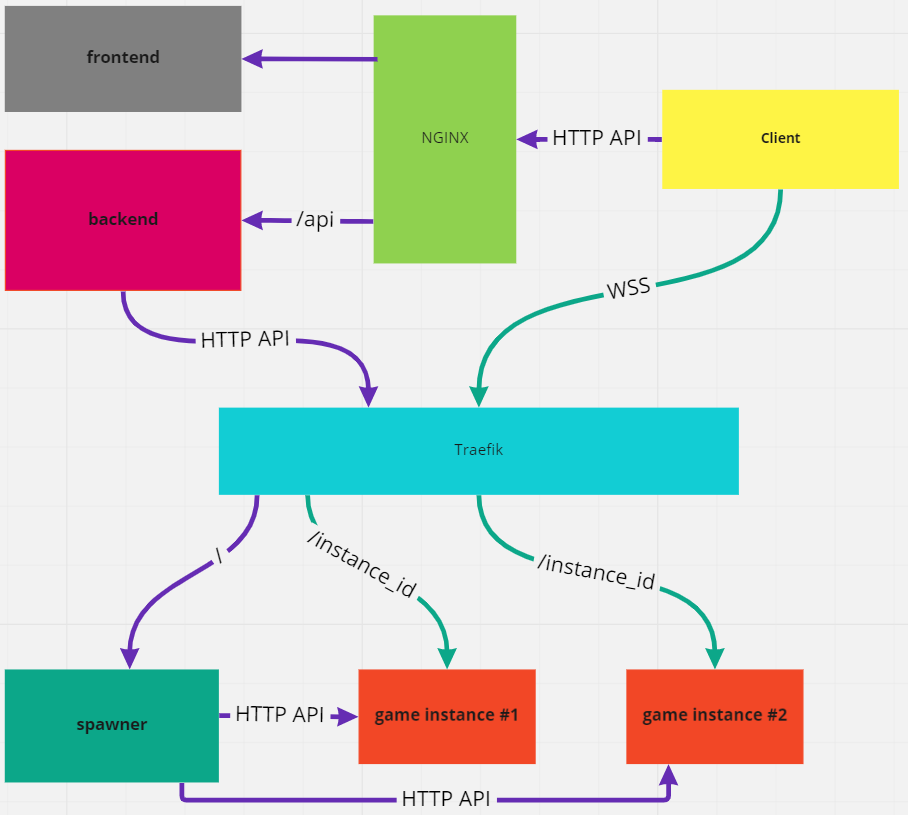 frontend
NGINX
HTTP API
Client
backend
/api
WSS
HTTP API
Traefik
/
/instance_id
/instance_id
spawner
HTTP API
game instance #1
game instance #2
HTTP API